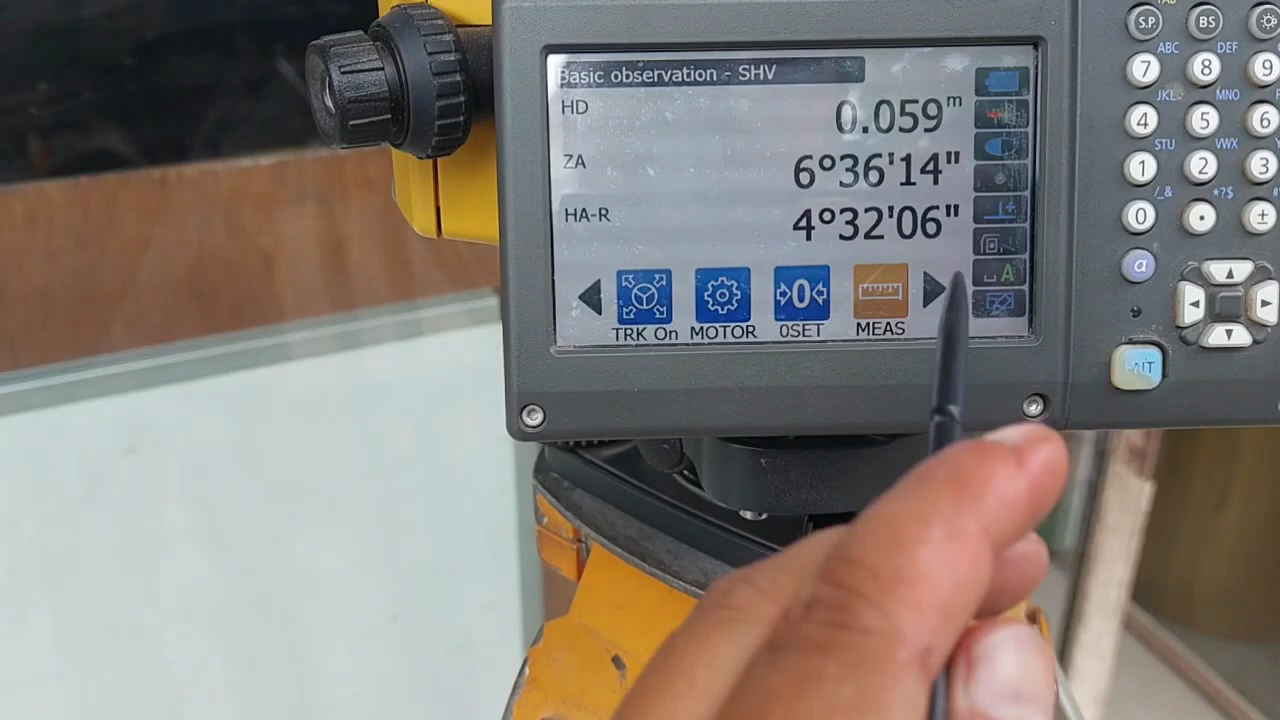 Basic observation - SHV
HD 0.059m
ZA 6°36'14"
HA-R 4°32'06"
TRK On MOTOR 0SET MEAS
A
S.P. BS
ABC DEF
7 8 9
JKL MNO
4 5 6
STU VWX
1 2 3
/_& *?$
0 . ±
α